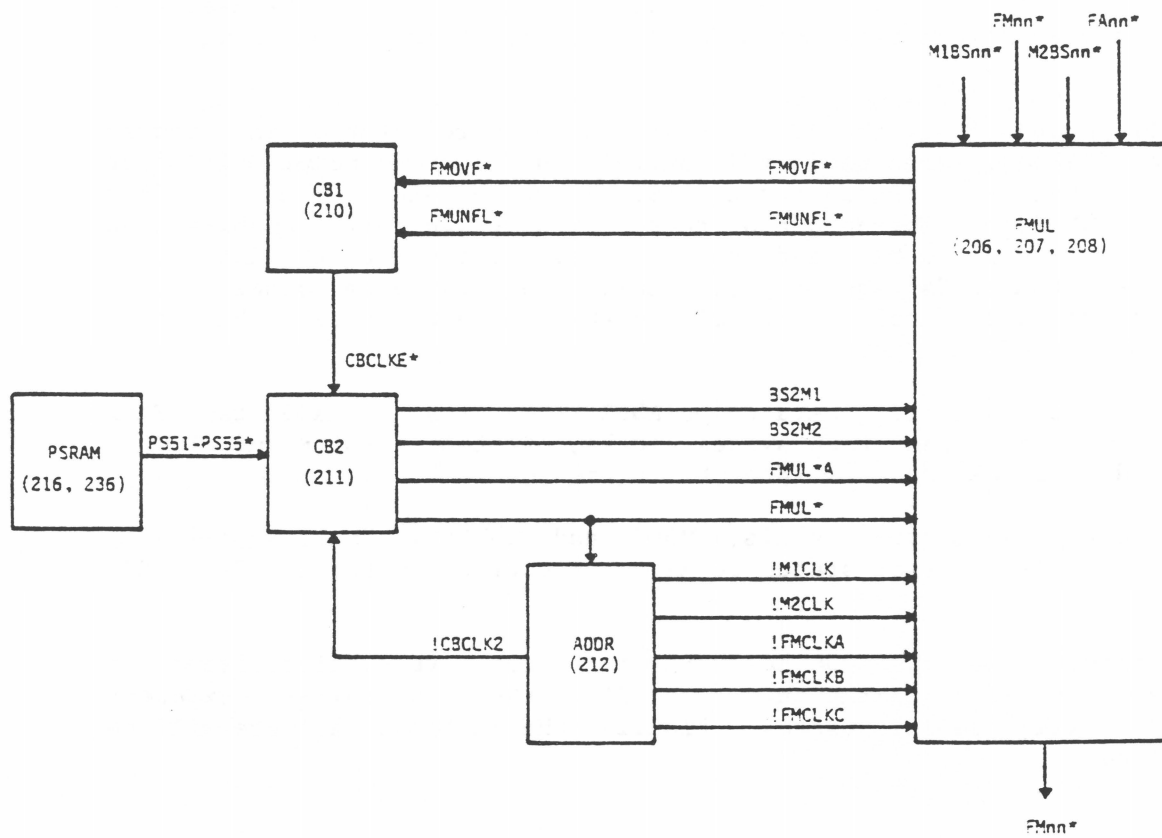 FMnn* FAnn*
M1BSnn* M2BSnn*
FMOVF* FMOVF*
CB1
(210)
FMUNFL* FMUNFL*
FMUL
(206, 207, 208)
CBCLKE*
BS2M1
PS51-PS55*
BS2M2
PSRAM
(216, 236)
CB2
(211)
FMUL*A
FMUL*
!M1CLK
!M2CLK
!CBCLK2
ADDR
(212)
!FMCLKA
!FMCLKB
!FMCLKC
FMnn*